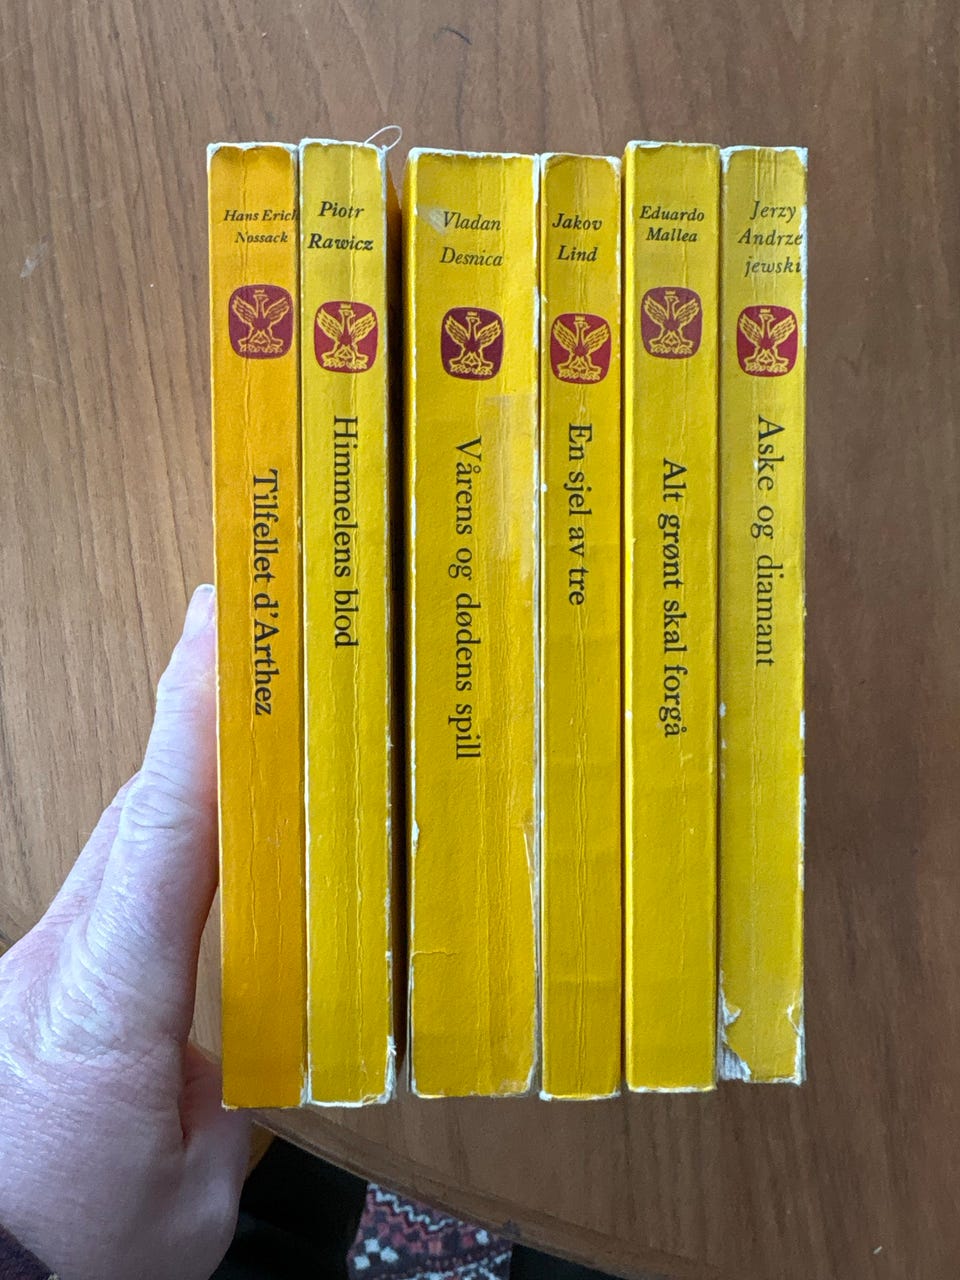 Hans Erich
Nossack
Tilfellet d'Arthez
Piotr
Rawicz
Himmelens blod
Vladan
Desnica
Vårens og dødens spill
Jakov
Lind
En sjel av tre
Eduardo
Mallea
Alt grønt skal forgå
Jerzy
Andrze
jewski
Aske og diamant